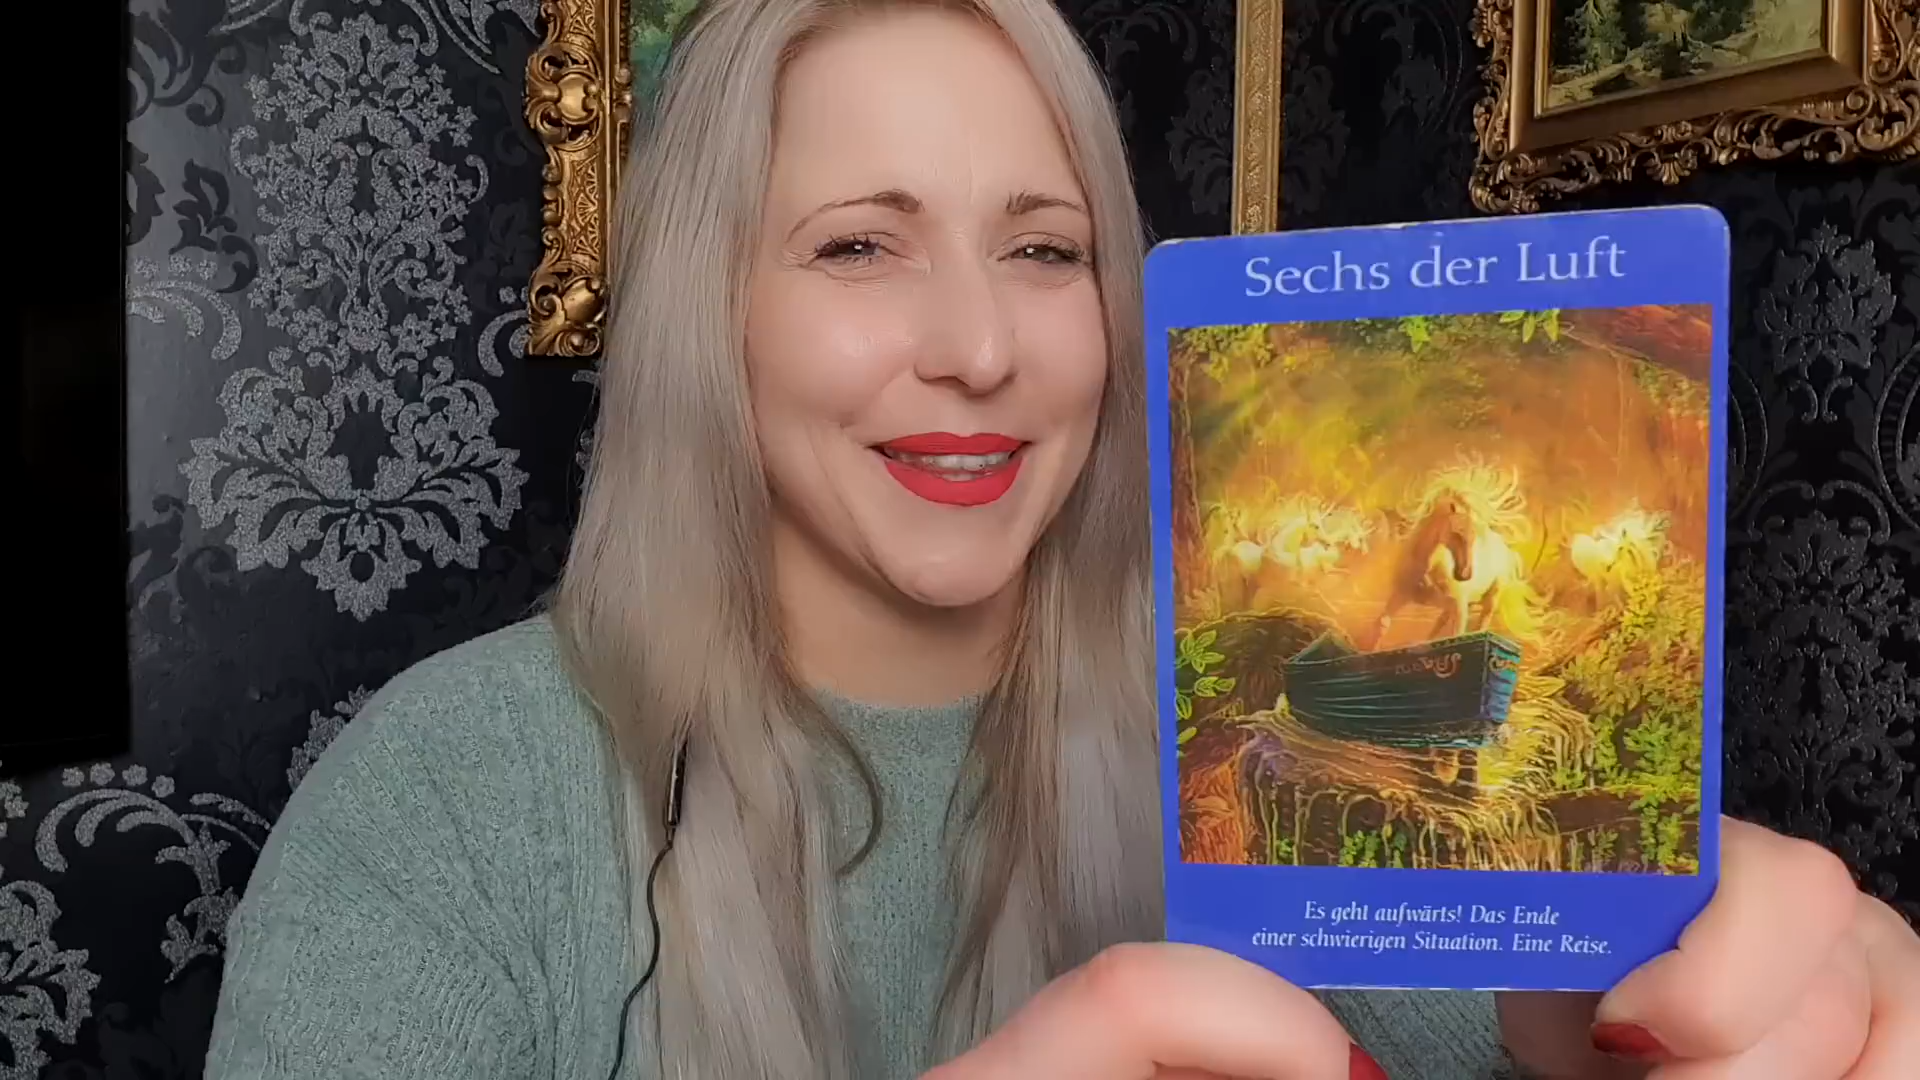 Sechs der Luft
Es geht aufwärts! Das Ende
einer schwierigen Situation. Eine Reise.